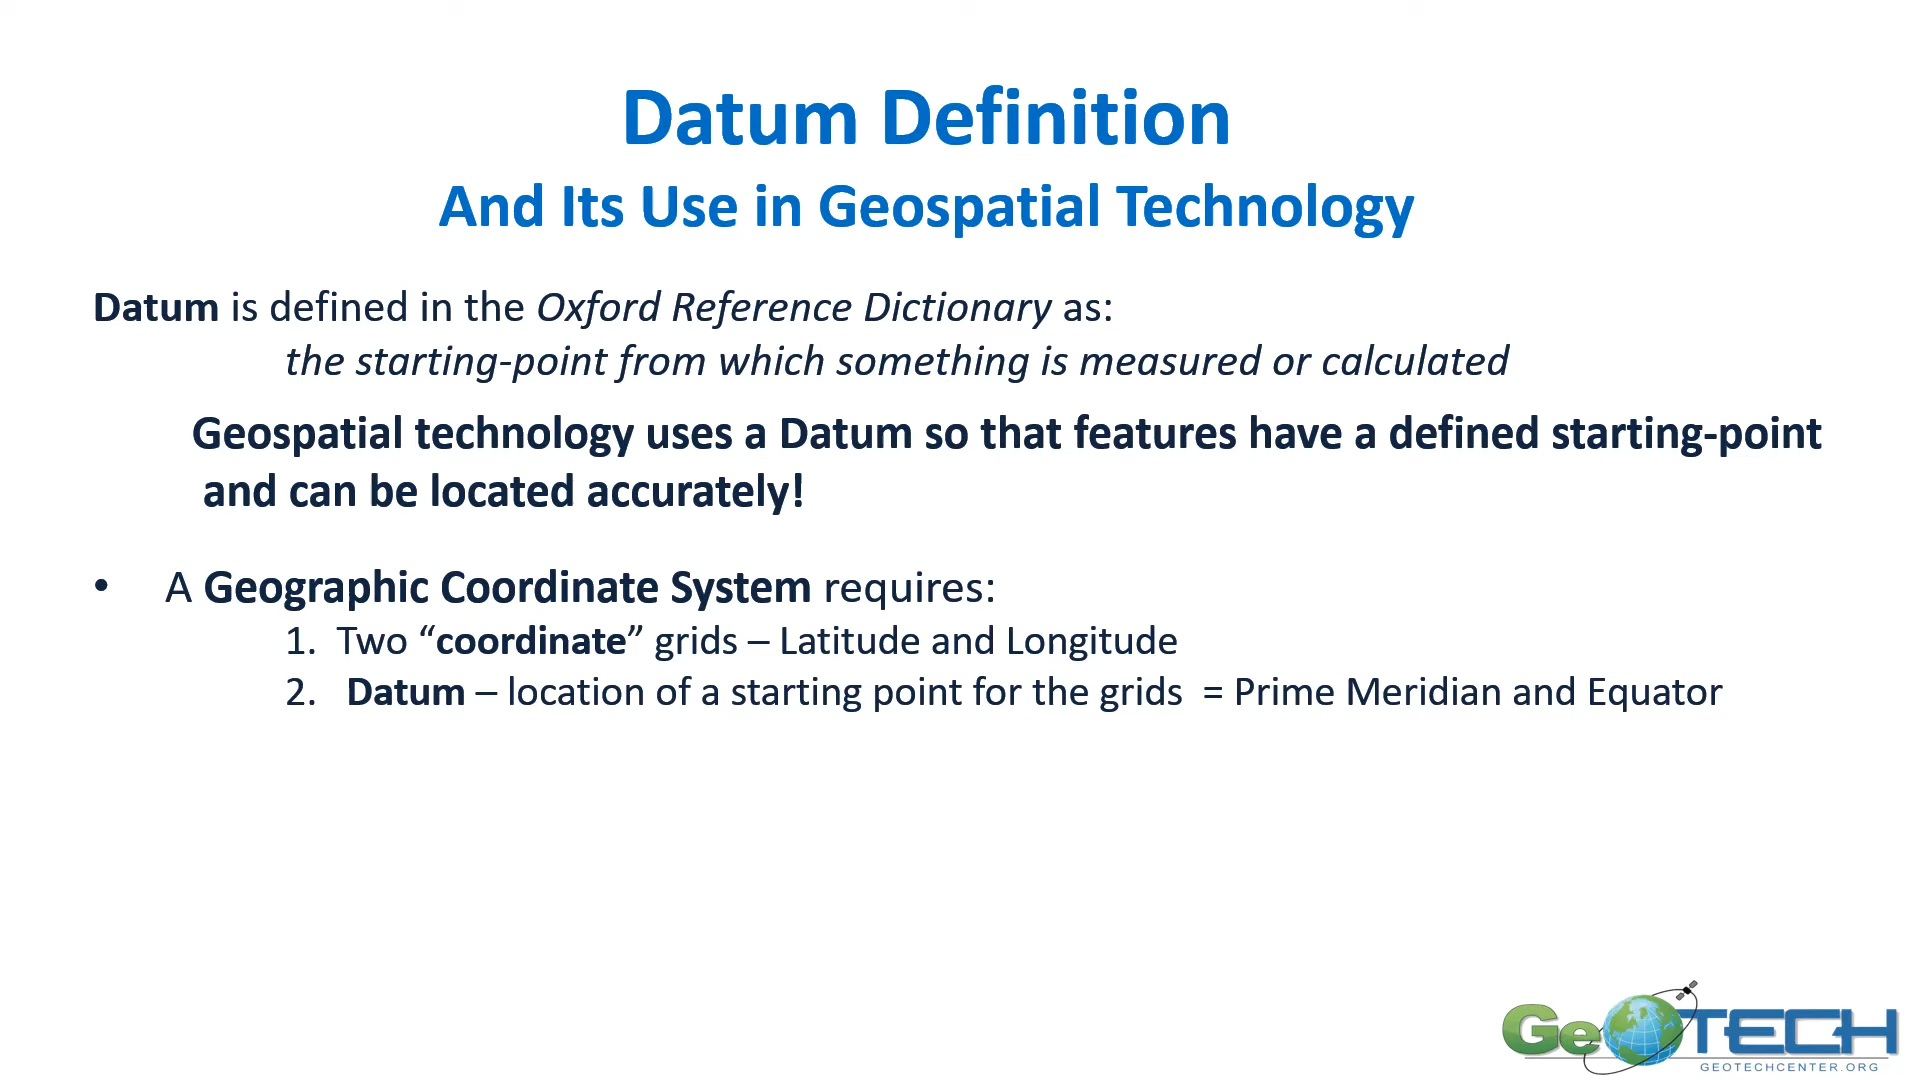 Datum Definition
And Its Use in Geospatial Technology
Datum is defined in the Oxford Reference Dictionary as:
the starting-point from which something is measured or calculated
Geospatial technology uses a Datum so that features have a defined starting-point
and can be located accurately!
• A Geographic Coordinate System requires:
1. Two “coordinate” grids – Latitude and Longitude
2. Datum – location of a starting point for the grids = Prime Meridian and Equator
GeoTECH
GEOTECHCENTER.ORG